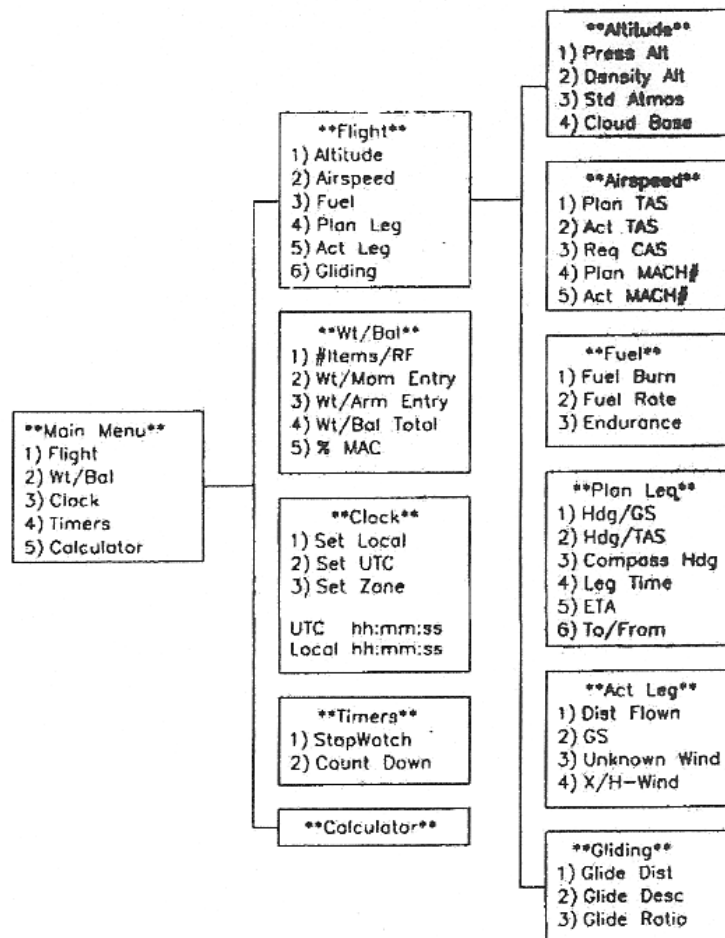 **Main Menu**
1) Flight
2) Wt/Bal
3) Clock
4) Timers
5) Calculator
**Flight**
1) Altitude
2) Airspeed
3) Fuel
4) Plan Leg
5) Act Leg
6) Gliding
**Wt/Bal**
1) #Items/RF
2) Wt/Mom Entry
3) Wt/Arm Entry
4) Wt/Bal Total
5) % MAC
**Clock**
1) Set Local
2) Set UTC
3) Set Zone
UTC hh:mm:ss
Local hh:mm:ss
**Timers**
1) StopWatch
2) Count Down
**Calculator**
**Altitude**
1) Press Alt
2) Density Alt
3) Std Atmos
4) Cloud Base
**Airspeed**
1) Plan TAS
2) Act TAS
3) Req CAS
4) Plan MACH#
5) Act MACH#
**Fuel**
1) Fuel Burn
2) Fuel Rate
3) Endurance
**Plan Leg**
1) Hdg/GS
2) Hdg/TAS
3) Compass Hdg
4) Leg Time
5) ETA
6) To/From
**Act Leg**
1) Dist Flown
2) GS
3) Unknown Wind
4) X/H-Wind
**Gliding**
1) Glide Dist
2) Glide Desc
3) Glide Ratio